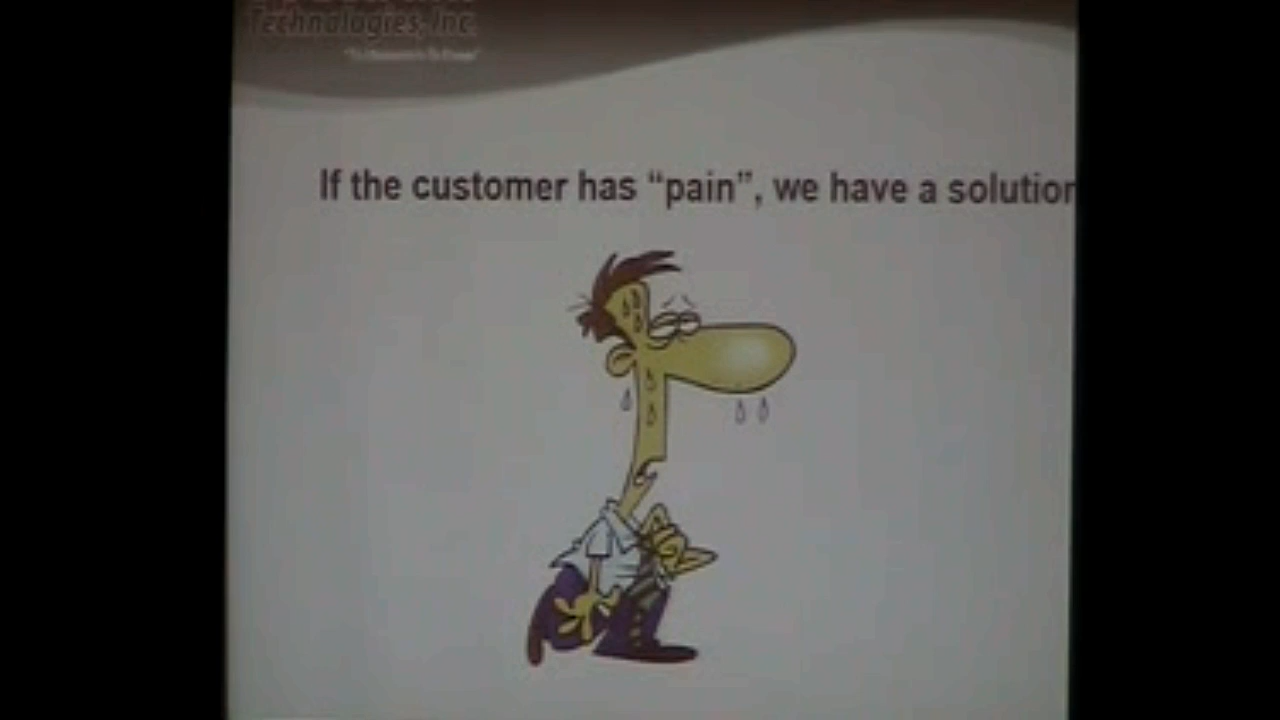 Technologies, Inc.
If the customer has “pain”, we have a solution